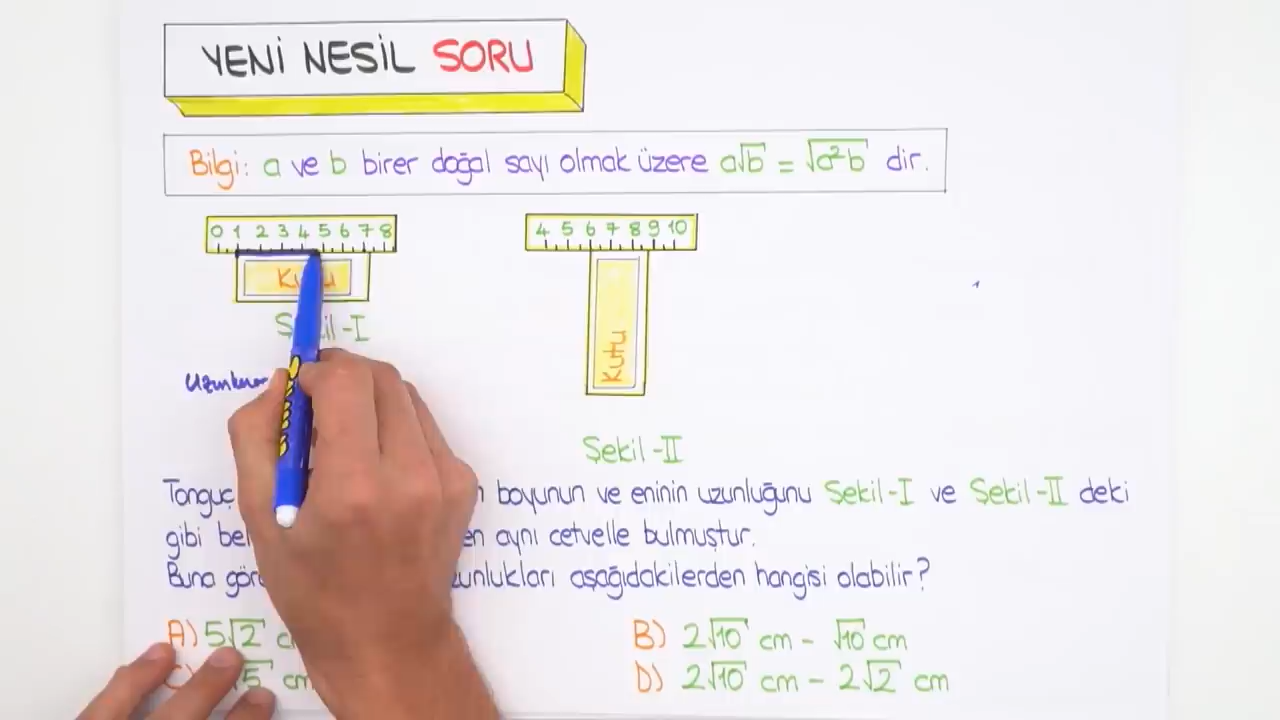 YENİ NESİL SORU
Bilgi: a ve b birer doğal sayı olmak üzere a√b = √a²b dir.
0 1 2 3 4 5 6 7 8
4 5 6 7 8 9 10
Kutu
Şekil-I
Kutu
Şekil-II
Tonguç boyunun ve eninin uzunluğunu Şekil-I ve Şekil-II deki
gibi aynı cetvelle bulmuştur.
Buna aşağıdakilerden hangisi olabilir?
A) 5√2
B) 2√10 cm - √10 cm
C) √5 cm
D) 2√10 cm - 2√2 cm